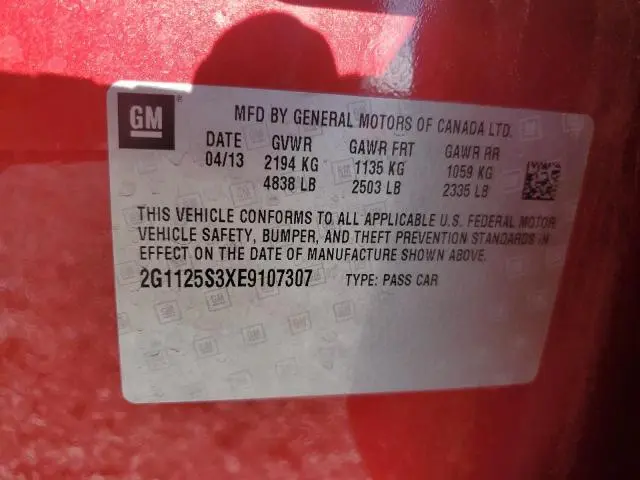 GM®
MFD BY GENERAL MOTORS OF CANADA LTD.
DATE GVWR GAWR FRT GAWR RR
04/13 2194 KG 1135 KG 1059 KG
4838 LB 2503 LB 2335 LB
THIS VEHICLE CONFORMS TO ALL APPLICABLE U.S. FEDERAL MOTOR
VEHICLE SAFETY, BUMPER, AND THEFT PREVENTION STANDARDS IN
EFFECT ON THE DATE OF MANUFACTURE SHOWN ABOVE.
2G1125S3XE9107307 TYPE: PASS CAR